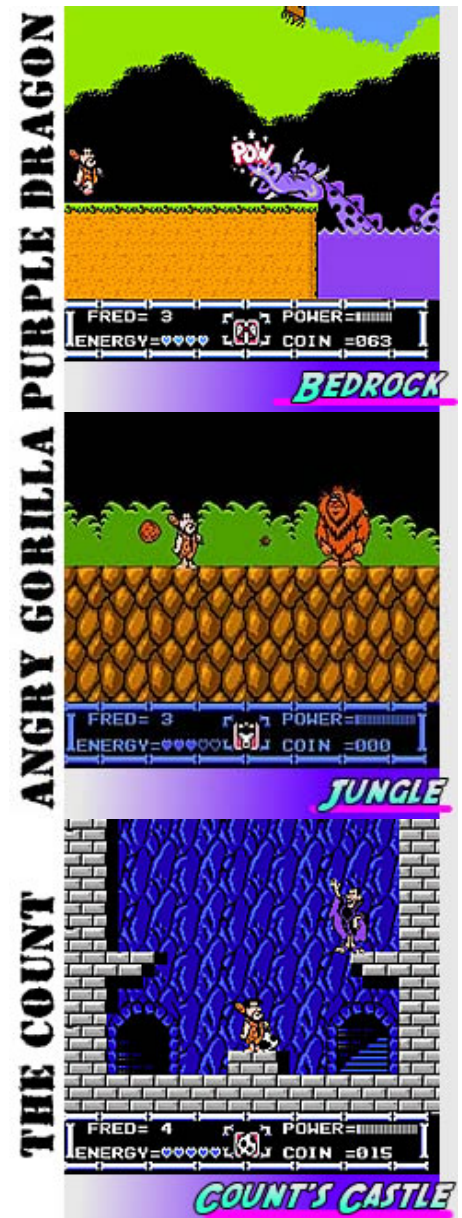 PURPLE DRAGON
POW
FRED= 3 POWER=
ENERGY= COIN =063
BEDROCK
ANGRY GORILLA
FRED= 3 POWER=
ENERGY= COIN =000
JUNGLE
THE COUNT
FRED= 4 POWER=
ENERGY= COIN =015
COUNT'S CASTLE